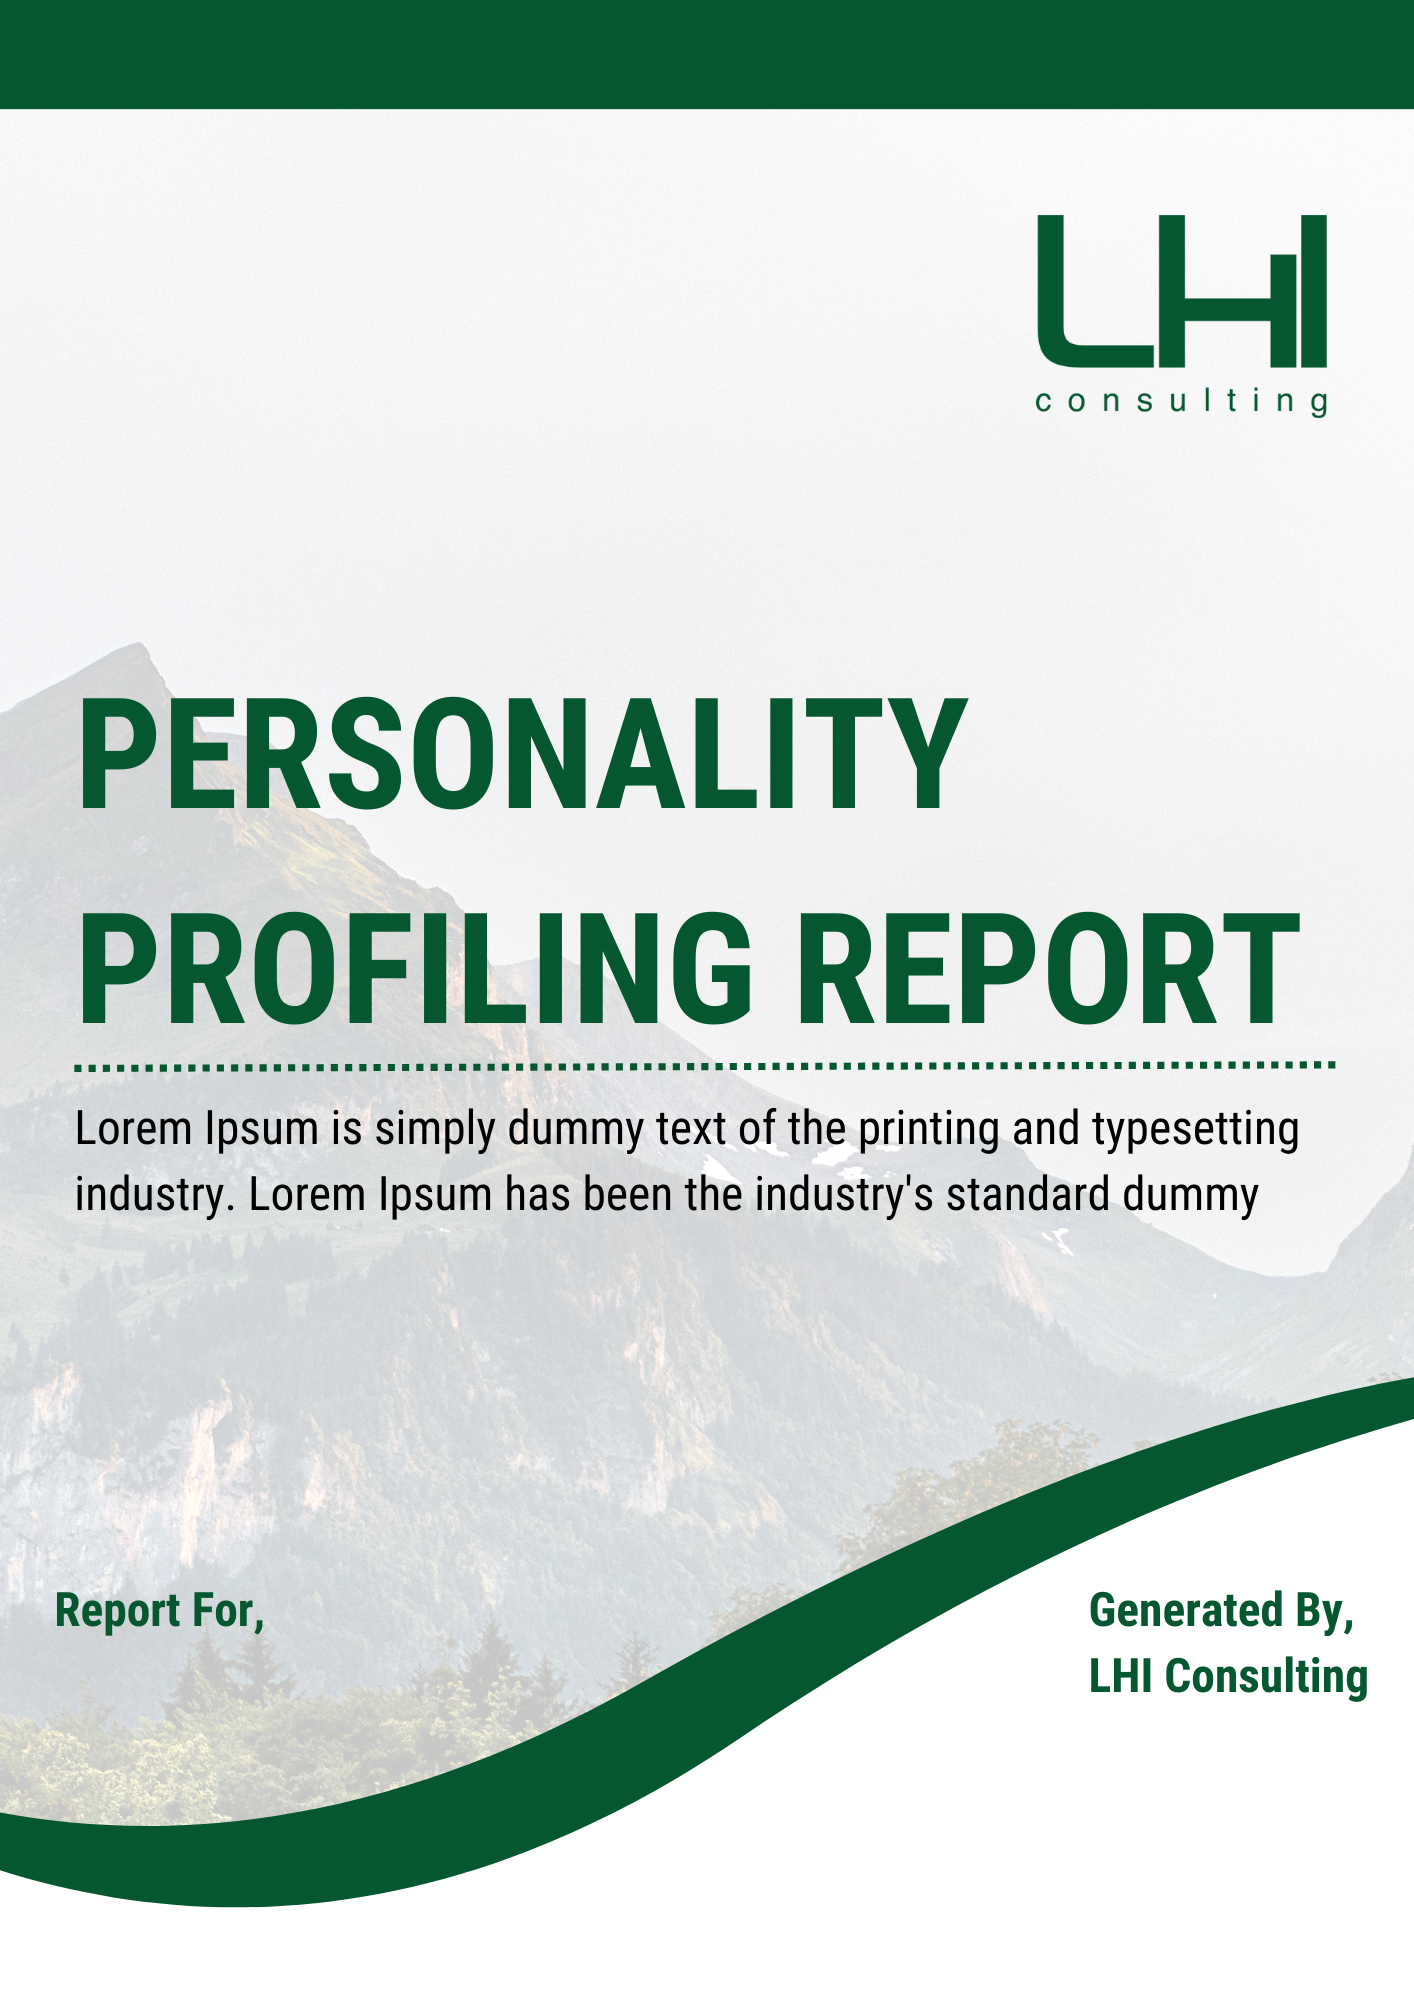 LHI
consulting
PERSONALITY
PROFILING REPORT
Lorem Ipsum is simply dummy text of the printing and typesetting
industry. Lorem Ipsum has been the industry's standard dummy
Report For,
Generated By,
LHI Consulting